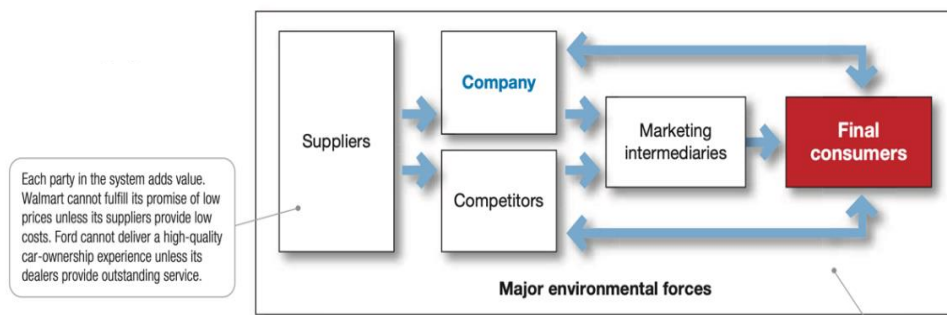 Company
Suppliers
Marketing
intermediaries
Final
consumers
Competitors
Each party in the system adds value.
Walmart cannot fulfill its promise of low
prices unless its suppliers provide low
costs. Ford cannot deliver a high-quality
car-ownership experience unless its
dealers provide outstanding service.
Major environmental forces